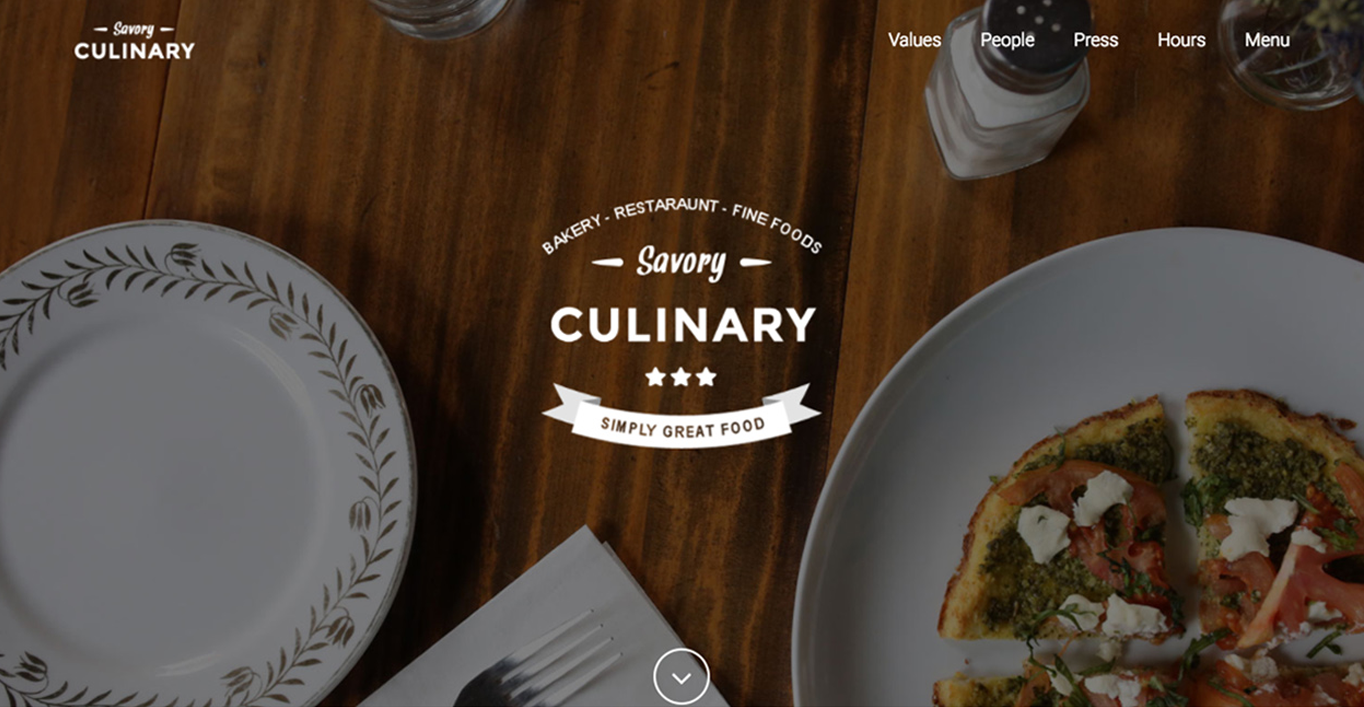 Savory
CULINARY
Values People Press Hours Menu
BAKERY - RESTARAUNT - FINE FOODS
Savory
CULINARY
SIMPLY GREAT FOOD